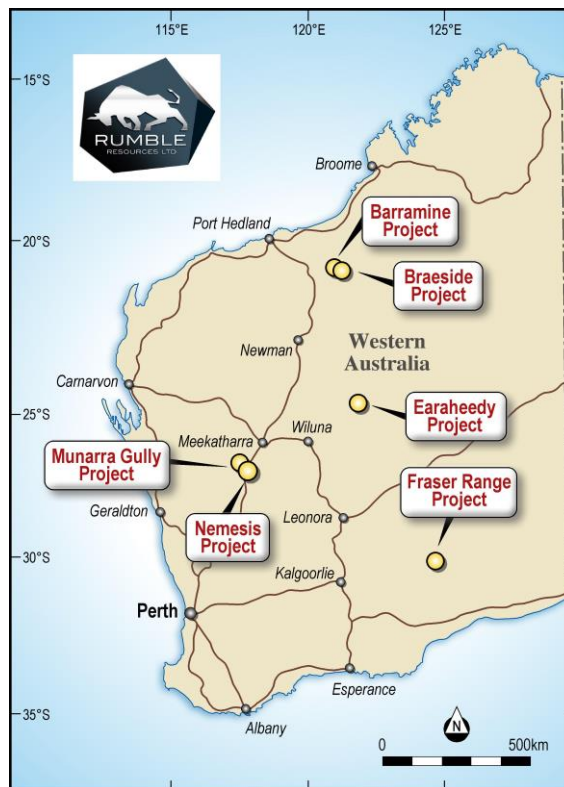 115°E
120°E
125°E
15°S
RUMBLE
RESOURCES LTD
Broome
Barramine
Project
Port Hedland
20°S
Braeside
Project
Newman
Western
Australia
Carnarvon
25°S
Earaheedy
Project
Meekatharra
Wiluna
Munarra Gully
Project
Fraser Range
Project
Geraldton
Nemesis
Project
Leonora
30°S
Kalgoorlie
Perth
Esperance
35°S
Albany
N
0
500km